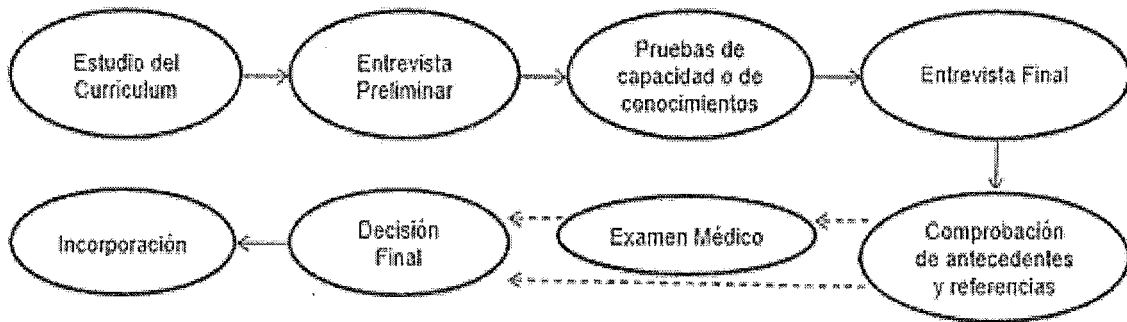 Estudio del
Curriculum
Entrevista
Preliminar
Pruebas de
capacidad o de
conocimientos
Entrevista Final
Comprobación
de antecedentes
y referencias
Examen Médico
Decisión
Final
Incorporación